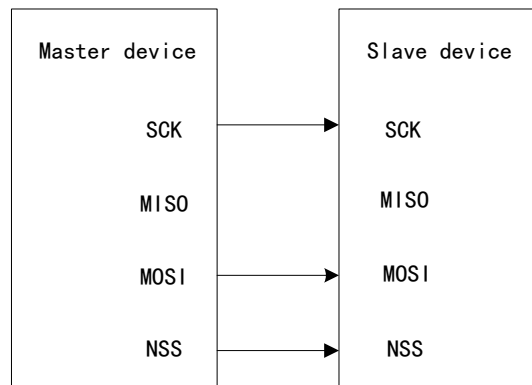 Master device
Slave device
SCK
SCK
MISO
MISO
MOSI
MOSI
NSS
NSS